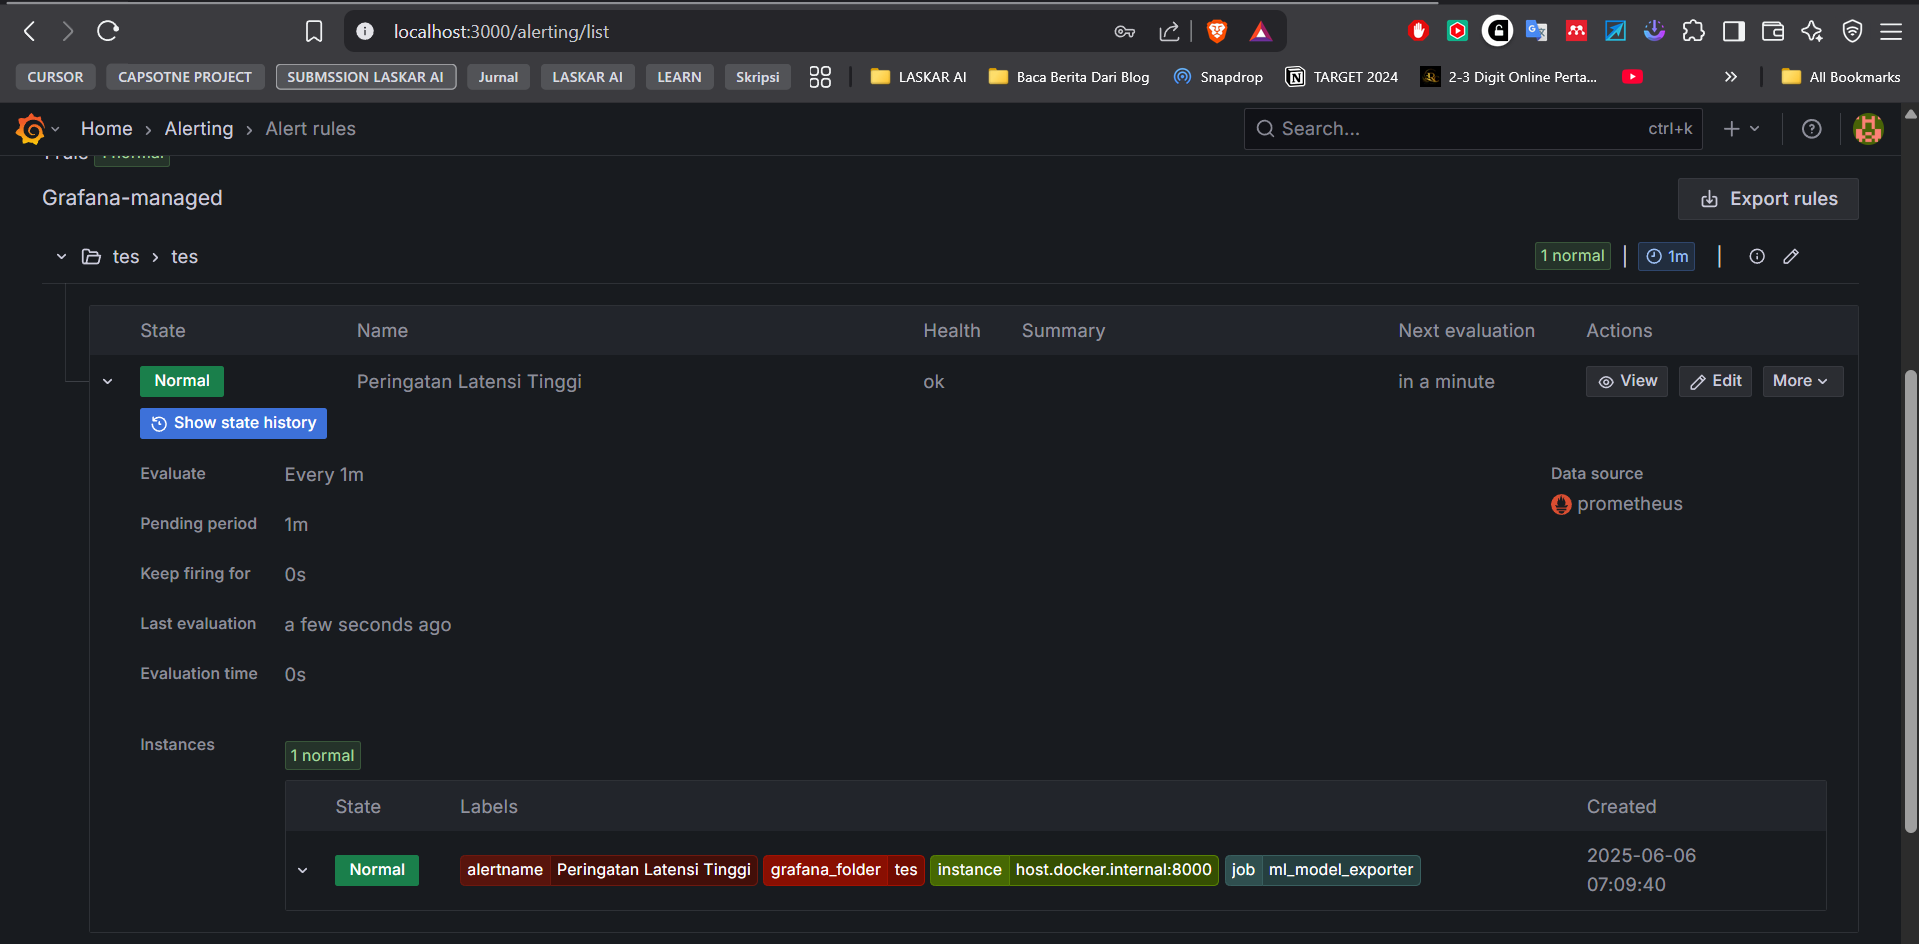 localhost:3000/alerting/list
CURSOR CAPSOTNE PROJECT SUBMSSION LASKAR AI Jurnal LASKAR AI LEARN Skripsi LASKAR AI Baca Berita Dari Blog Snapdrop TARGET 2024 2-3 Digit Online Perta... All Bookmarks
Home › Alerting › Alert rules Search... ctrl+k
Grafana-managed Export rules
tes › tes 1 normal 1m
State Name Health Summary Next evaluation Actions
Normal Peringatan Latensi Tinggi ok in a minute View Edit More
Show state history
Evaluate Every 1m Data source
prometheus
Pending period 1m
Keep firing for 0s
Last evaluation a few seconds ago
Evaluation time 0s
Instances 1 normal
State Labels Created
Normal alertname Peringatan Latensi Tinggi grafana_folder tes instance host.docker.internal:8000 job ml_model_exporter 2025-06-06
07:09:40